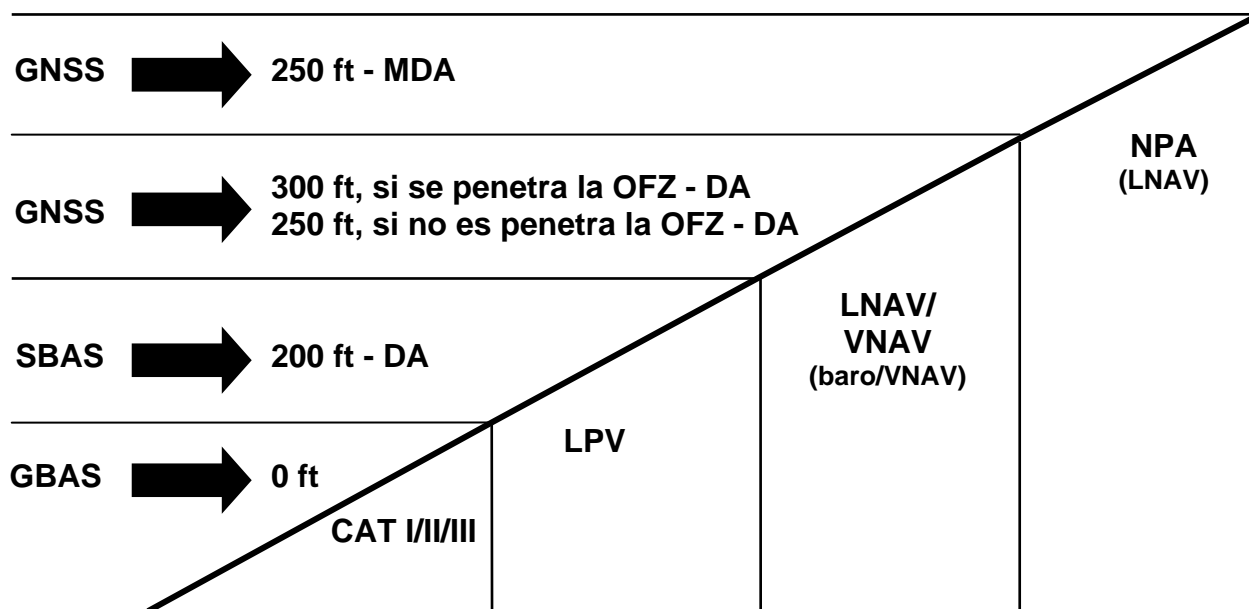 GNSS 250 ft - MDA
NPA
(LNAV)
GNSS 300 ft, si se penetra la OFZ - DA
250 ft, si no es penetra la OFZ - DA
LNAV/
VNAV
(baro/VNAV)
SBAS 200 ft - DA
LPV
GBAS 0 ft
CAT I/II/III